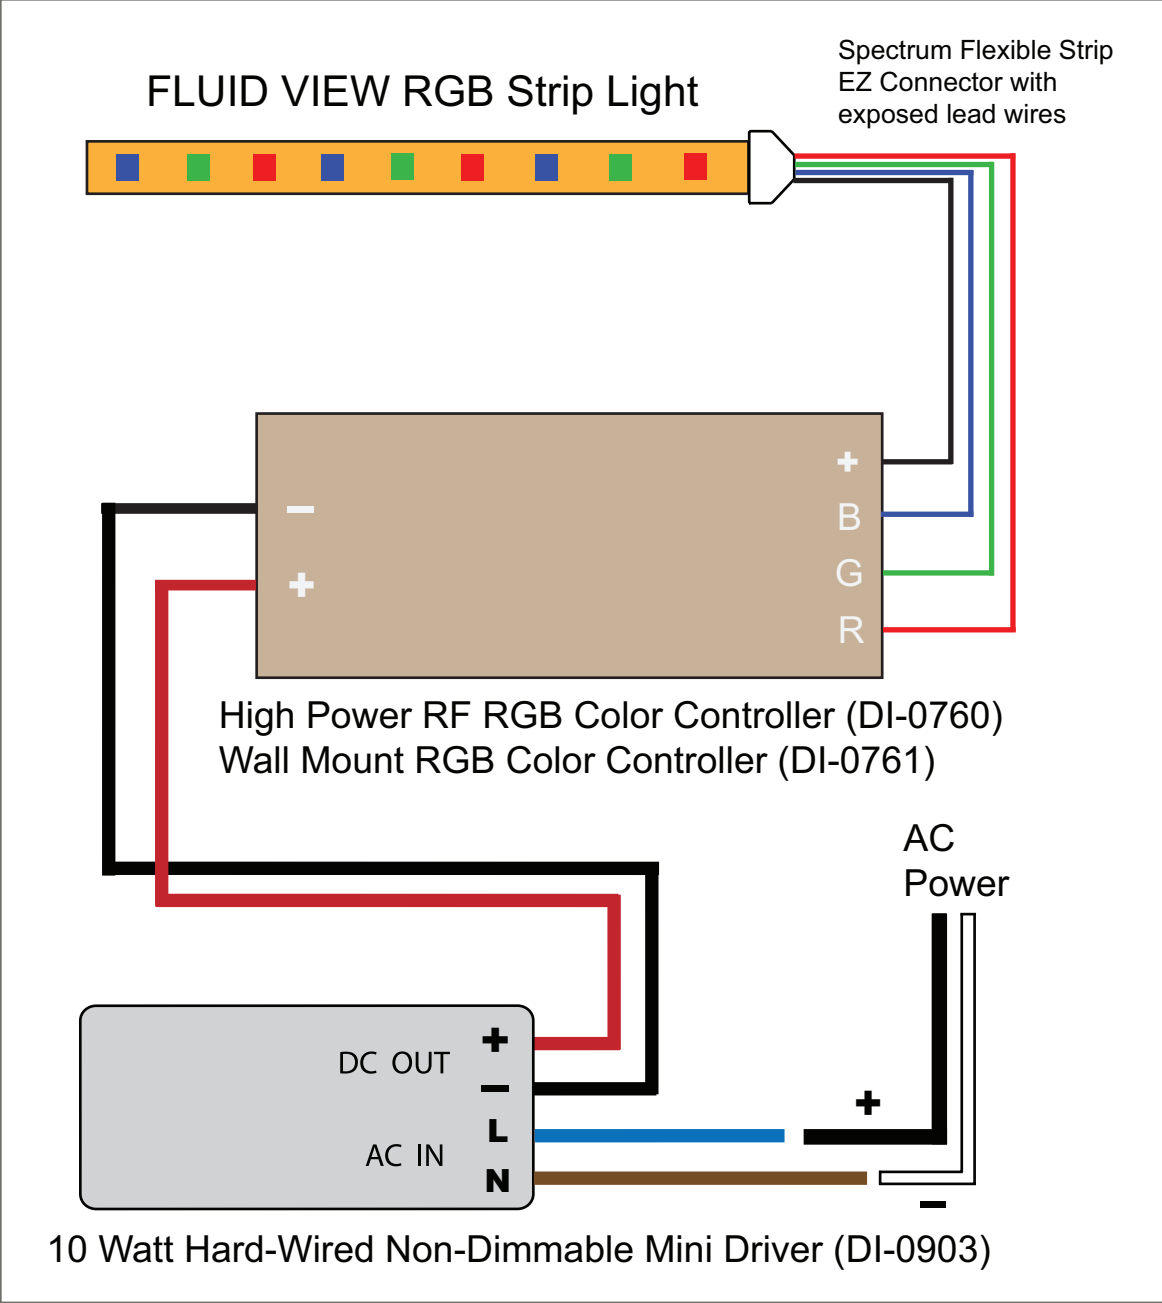 Spectrum Flexible Strip
EZ Connector with
exposed lead wires
FLUID VIEW RGB Strip Light
+
B
G
R
−
+
High Power RF RGB Color Controller (DI-0760)
Wall Mount RGB Color Controller (DI-0761)
AC
Power
DC OUT
+
−
AC IN
L
N
+
−
10 Watt Hard-Wired Non-Dimmable Mini Driver (DI-0903)